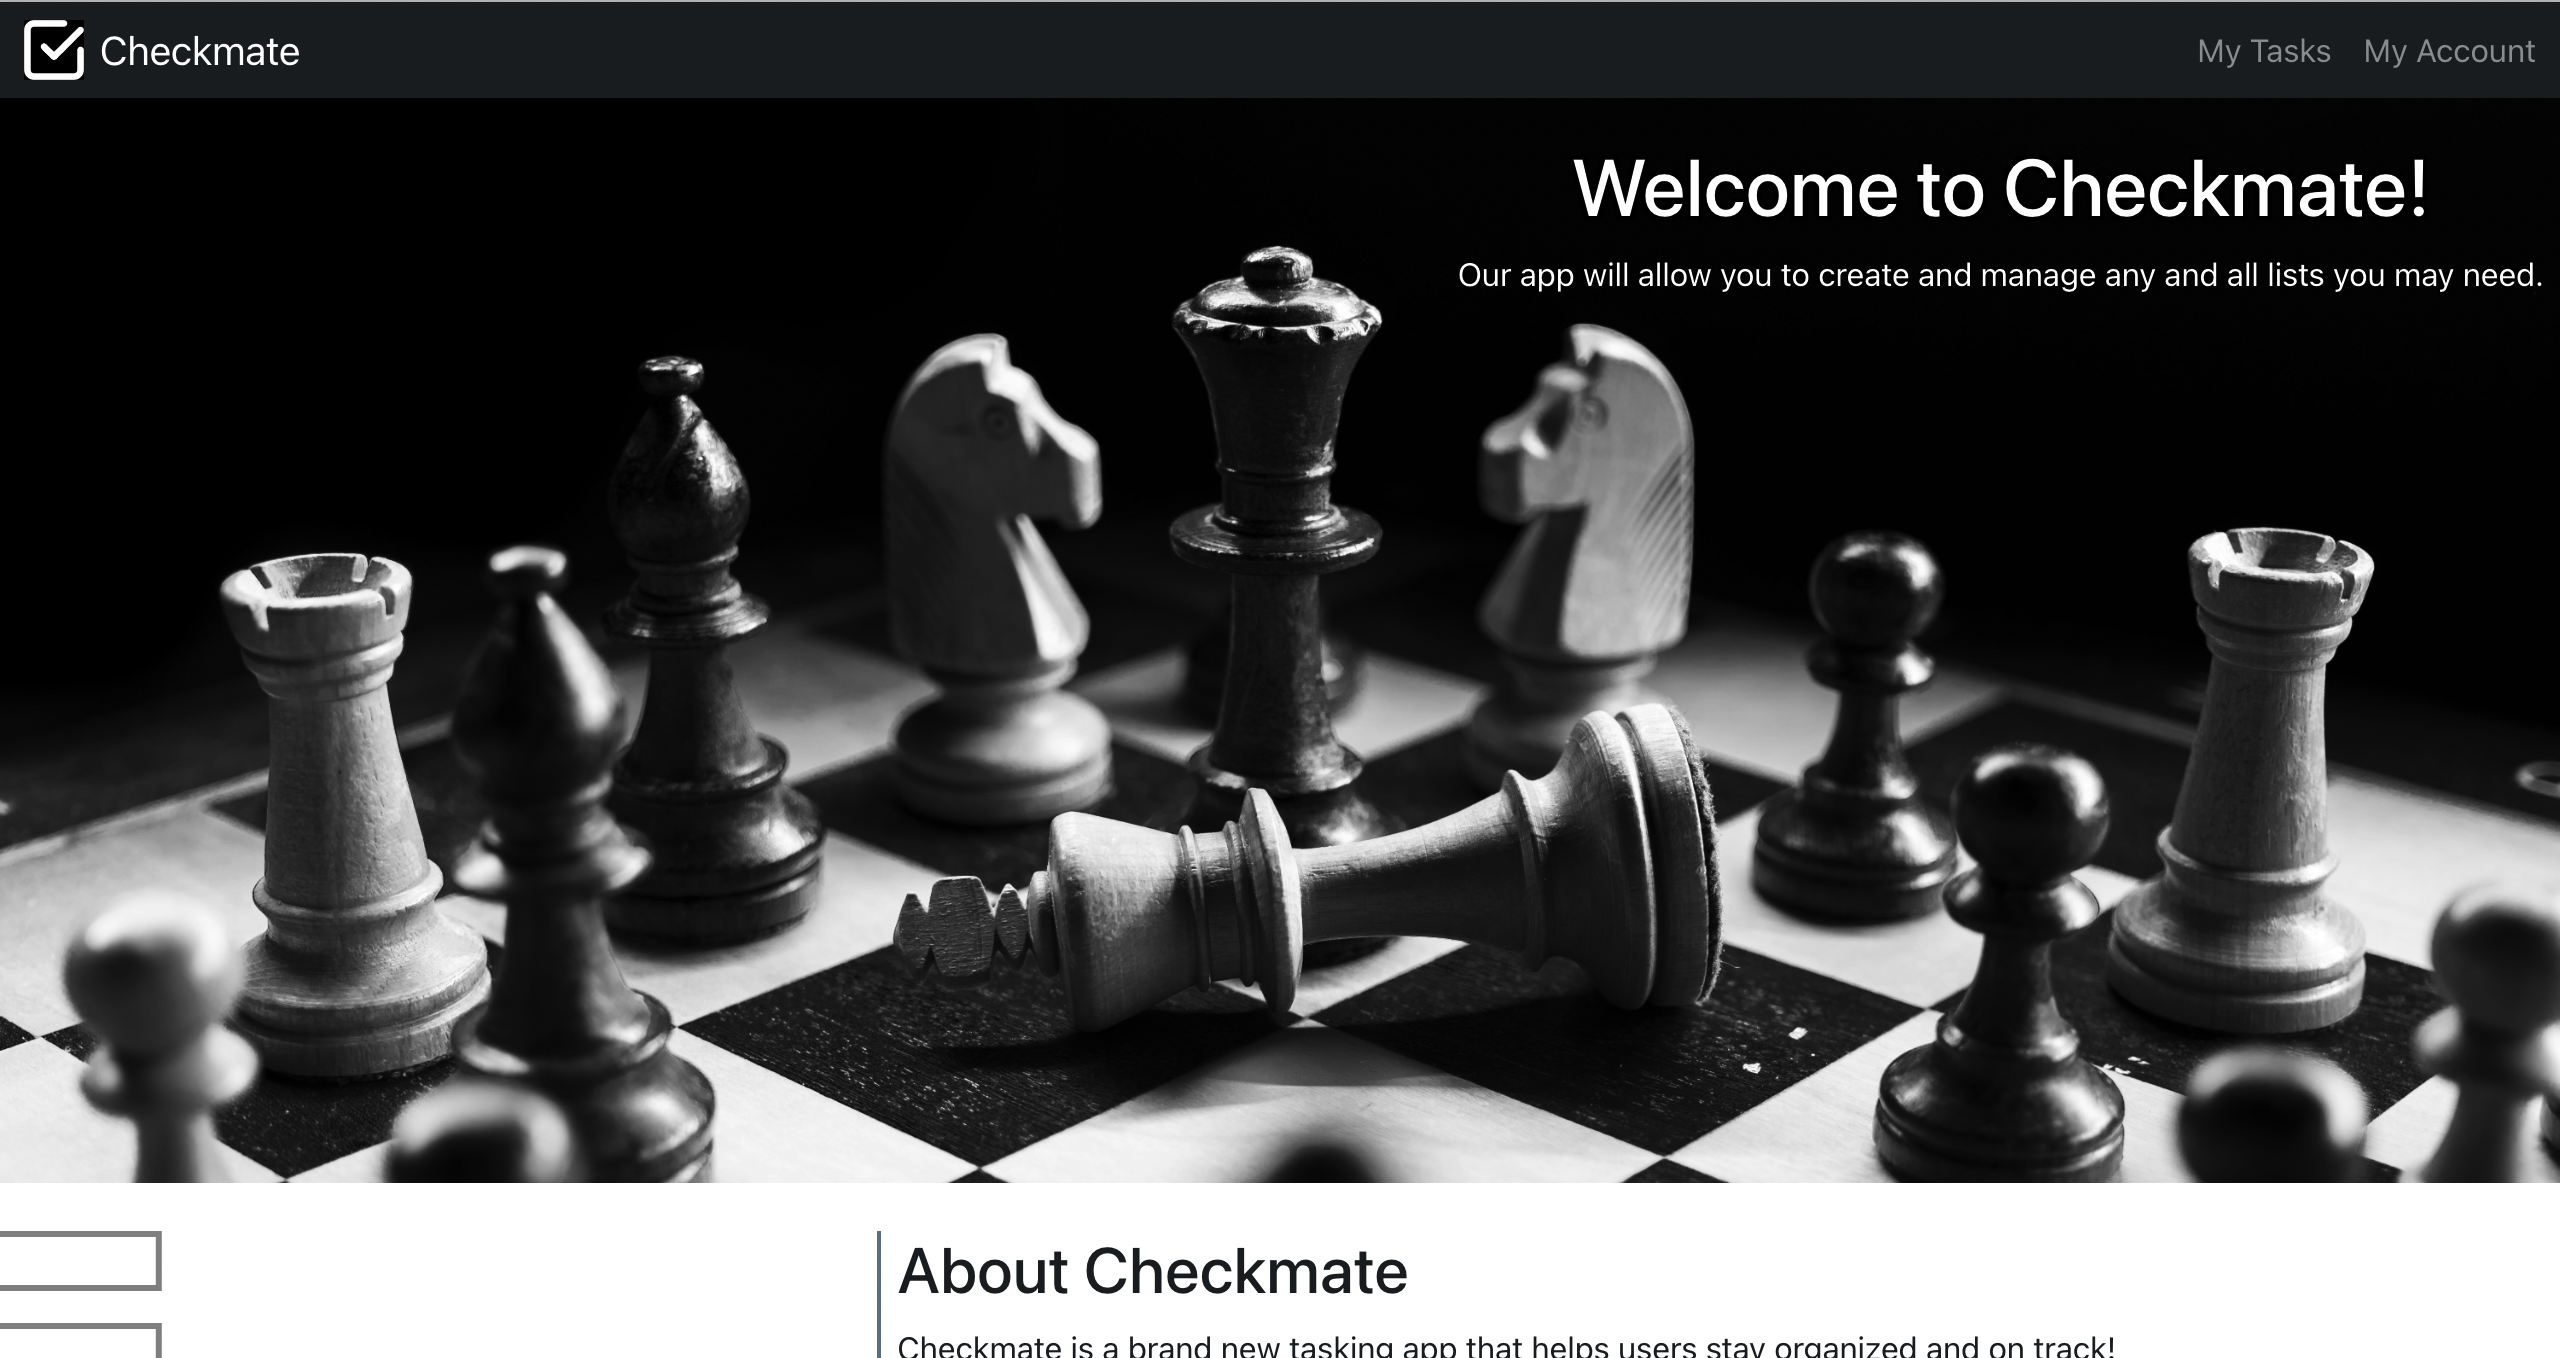 Checkmate
My Tasks
My Account
Welcome to Checkmate!
Our app will allow you to create and manage any and all lists you may need.
About Checkmate
Checkmate is a brand new tasking app that helps users stay organized and on track!